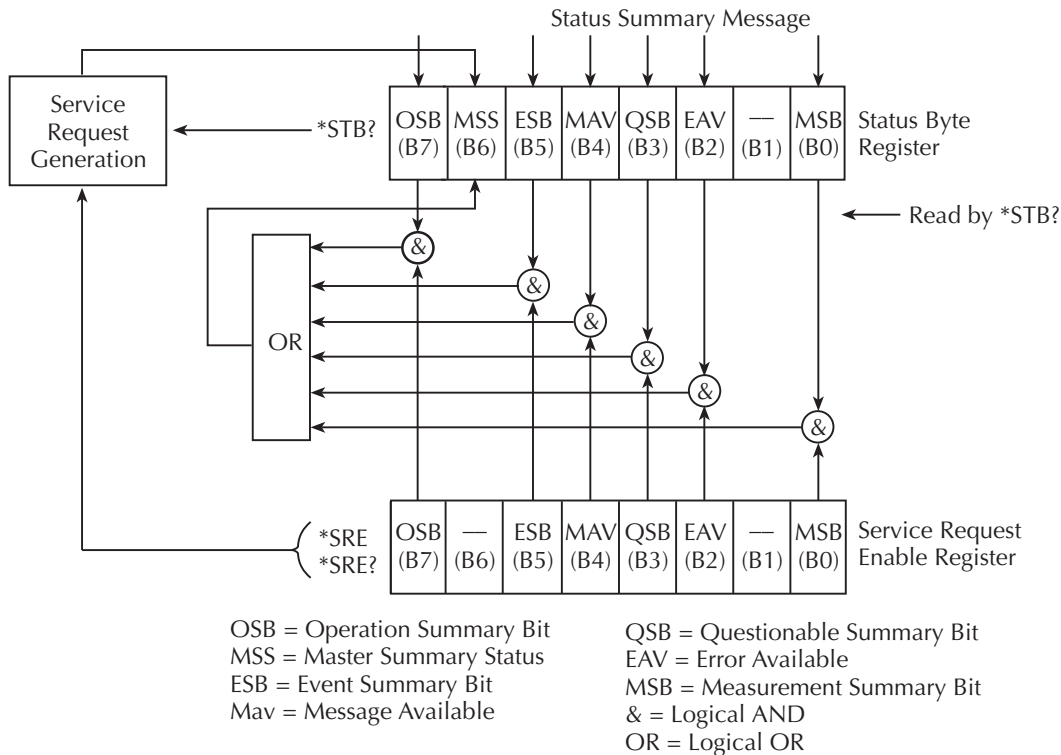 Status Summary Message
Service
Request
Generation
*STB?
OSB MSS ESB MAV QSB EAV — MSB
(B7) (B6) (B5) (B4) (B3) (B2) (B1) (B0)
Status Byte
Register
Read by *STB?
&
&
&
&
&
&
OR
*SRE
*SRE?
OSB — ESB MAV QSB EAV — MSB
(B7) (B6) (B5) (B4) (B3) (B2) (B1) (B0)
Service Request
Enable Register
OSB = Operation Summary Bit
MSS = Master Summary Status
ESB = Event Summary Bit
Mav = Message Available
QSB = Questionable Summary Bit
EAV = Error Available
MSB = Measurement Summary Bit
& = Logical AND
OR = Logical OR